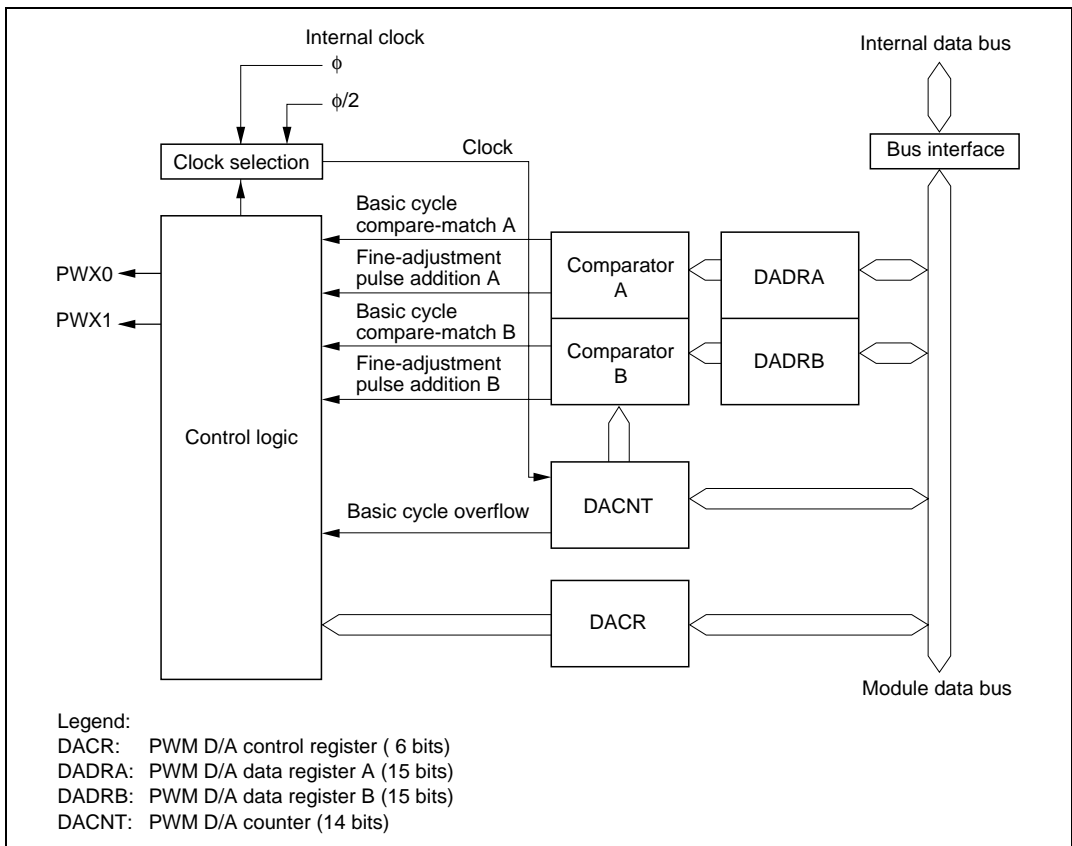 Internal clock
ϕ
ϕ/2
Internal data bus
Clock selection
Clock
Bus interface
Basic cycle
compare-match A
Fine-adjustment
pulse addition A
Basic cycle
compare-match B
Fine-adjustment
pulse addition B
PWX0
PWX1
Comparator
A
DADRA
Comparator
B
DADRB
Control logic
DACNT
Basic cycle overflow
DACR
Module data bus
Legend:
DACR: PWM D/A control register ( 6 bits)
DADRA: PWM D/A data register A (15 bits)
DADRB: PWM D/A data register B (15 bits)
DACNT: PWM D/A counter (14 bits)